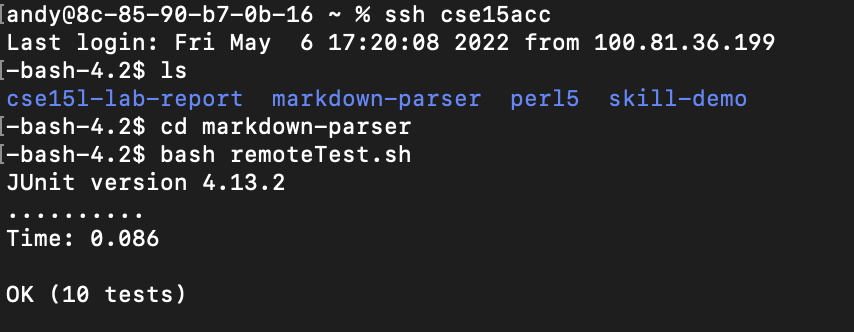 [andy@8c-85-90-b7-0b-16 ~ % ssh cse15acc
Last login: Fri May  6 17:20:08 2022 from 100.81.36.199
[-bash-4.2$ ls
cse15l-lab-report  markdown-parser  perl5  skill-demo
[-bash-4.2$ cd markdown-parser
[-bash-4.2$ bash remoteTest.sh
JUnit version 4.13.2
..........
Time: 0.086
OK (10 tests)